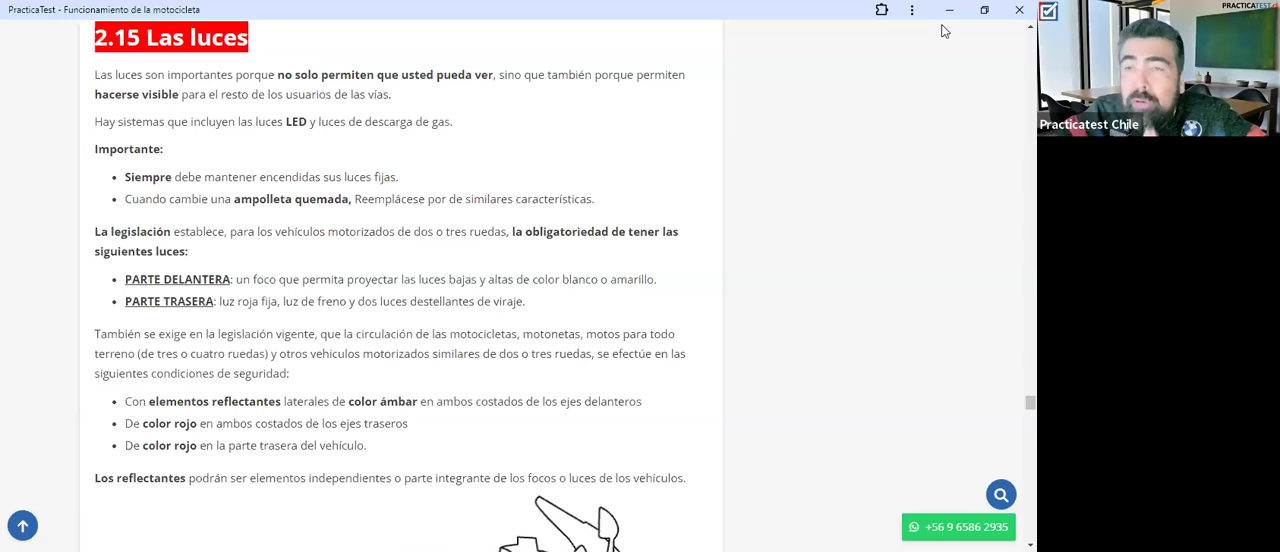 PracticaTest - Funcionamiento de la motocicleta
PRACTICATEST
2.15 Las luces
Las luces son importantes porque no solo permiten que usted pueda ver, sino que también porque permiten
hacerse visible para el resto de los usuarios de las vías.
Hay sistemas que incluyen las luces LED y luces de descarga de gas.
Importante:
Siempre debe mantener encendidas sus luces fijas.
Cuando cambie una ampolleta quemada, Reemplácese por de similares características.
La legislación establece, para los vehículos motorizados de dos o tres ruedas, la obligatoriedad de tener las
siguientes luces:
PARTE DELANTERA: un foco que permita proyectar las luces bajas y altas de color blanco o amarillo.
PARTE TRASERA: luz roja fija, luz de freno y dos luces destellantes de viraje.
También se exige en la legislación vigente, que la circulación de las motocicletas, motonetas, motos para todo
terreno (de tres o cuatro ruedas) y otros vehículos motorizados similares de dos o tres ruedas, se efectúe en las
siguientes condiciones de seguridad:
Con elementos reflectantes laterales de color ámbar en ambos costados de los ejes delanteros
De color rojo en ambos costados de los ejes traseros
De color rojo en la parte trasera del vehículo.
Los reflectantes podrán ser elementos independientes o parte integrante de los focos o luces de los vehículos.
+56 9 6586 2935
Practicatest Chile